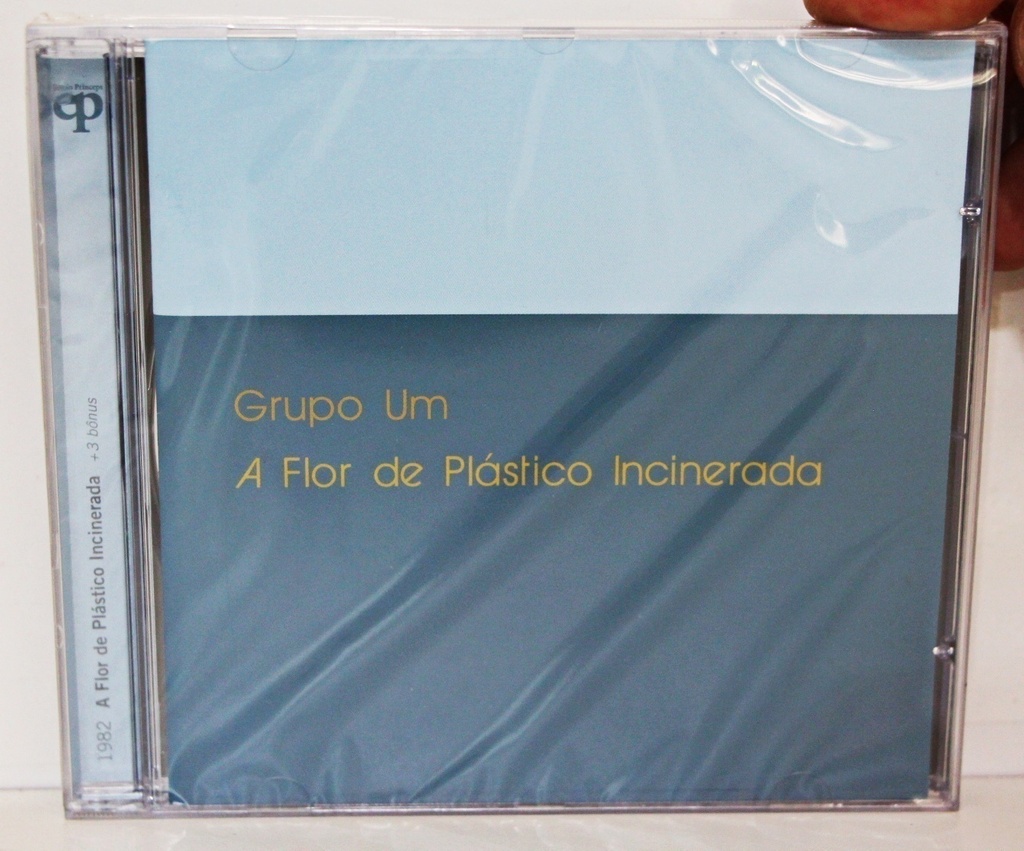 Grupo Um
A Flor de Plástico Incinerada
1982 A Flor de Plástico Incinerada +3 bônus
ep